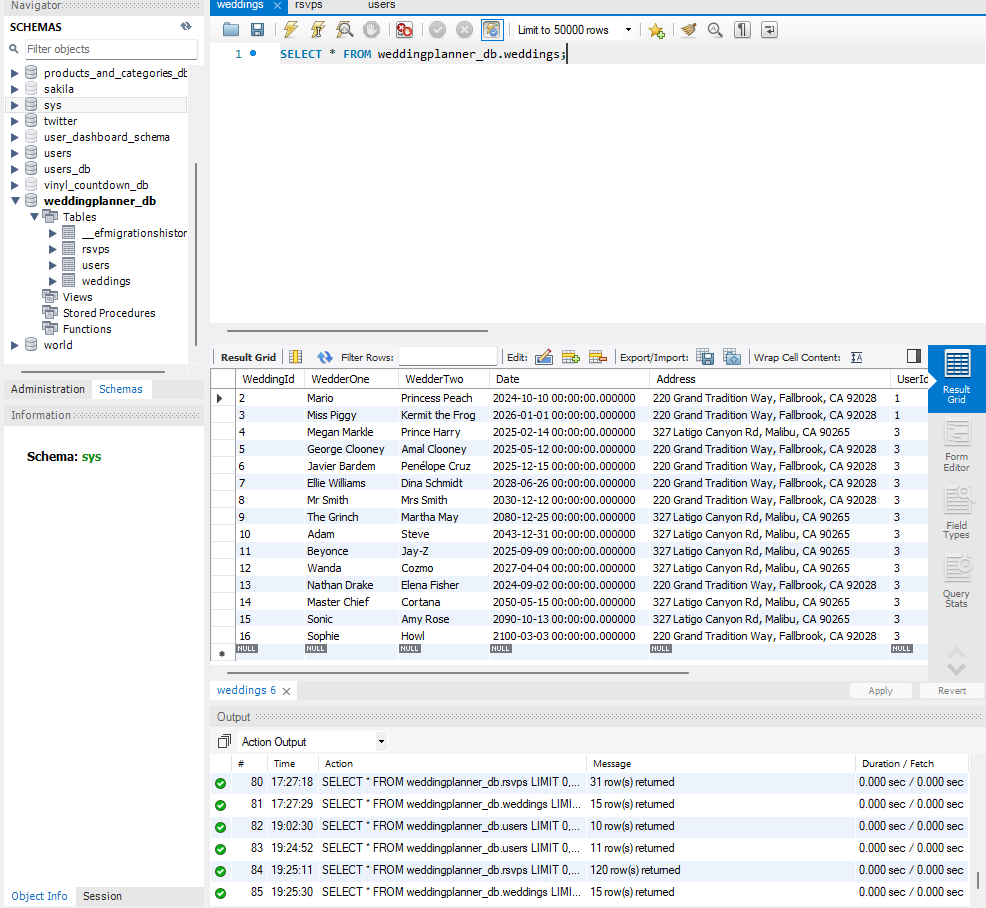 Navigator
weddings rsvps users
SCHEMAS
Filter objects
Limit to 50000 rows
1 SELECT * FROM weddingplanner_db.weddings;
products_and_categories_db
sakila
sys
twitter
user_dashboard_schema
users
users_db
vinyl_countdown_db
weddingplanner_db
Tables
__efmigrationshistor
rsvps
users
weddings
Views
Stored Procedures
Functions
world
Administration Schemas
Information
Schema: sys
Object Info Session
Result Grid Filter Rows: Edit: Export/Import: Wrap Cell Content:
WeddingId WedderOne WedderTwo Date Address UserId
2 Mario Princess Peach 2024-10-10 00:00:00.000000 220 Grand Tradition Way, Fallbrook, CA 92028 1
3 Miss Piggy Kermit the Frog 2026-01-01 00:00:00.000000 220 Grand Tradition Way, Fallbrook, CA 92028 1
4 Megan Markle Prince Harry 2025-02-14 00:00:00.000000 327 Latigo Canyon Rd, Malibu, CA 90265 3
5 George Clooney Amal Clooney 2025-05-12 00:00:00.000000 220 Grand Tradition Way, Fallbrook, CA 92028 3
6 Javier Bardem Penélope Cruz 2025-12-15 00:00:00.000000 220 Grand Tradition Way, Fallbrook, CA 92028 3
7 Ellie Williams Dina Schmidt 2028-06-26 00:00:00.000000 220 Grand Tradition Way, Fallbrook, CA 92028 3
8 Mr Smith Mrs Smith 2030-12-12 00:00:00.000000 220 Grand Tradition Way, Fallbrook, CA 92028 3
9 The Grinch Martha May 2080-12-25 00:00:00.000000 327 Latigo Canyon Rd, Malibu, CA 90265 3
10 Adam Steve 2043-12-31 00:00:00.000000 327 Latigo Canyon Rd, Malibu, CA 90265 3
11 Beyonce Jay-Z 2025-09-09 00:00:00.000000 327 Latigo Canyon Rd, Malibu, CA 90265 3
12 Wanda Cozmo 2027-04-04 00:00:00.000000 327 Latigo Canyon Rd, Malibu, CA 90265 3
13 Nathan Drake Elena Fisher 2024-09-02 00:00:00.000000 220 Grand Tradition Way, Fallbrook, CA 92028 3
14 Master Chief Cortana 2050-05-15 00:00:00.000000 327 Latigo Canyon Rd, Malibu, CA 90265 3
15 Sonic Amy Rose 2090-10-13 00:00:00.000000 327 Latigo Canyon Rd, Malibu, CA 90265 3
16 Sophie Howl 2100-03-03 00:00:00.000000 220 Grand Tradition Way, Fallbrook, CA 92028 3
NULL NULL NULL NULL NULL NULL
Result
Grid
Form
Editor
Field
Types
Query
Stats
weddings 6 Apply Revert
Output
Action Output
# Time Action Message Duration / Fetch
80 17:27:18 SELECT * FROM weddingplanner_db.rsvps LIMIT 0,... 31 row(s) returned 0.000 sec / 0.000 sec
81 17:27:29 SELECT * FROM weddingplanner_db.weddings LIMI... 15 row(s) returned 0.000 sec / 0.000 sec
82 19:02:30 SELECT * FROM weddingplanner_db.users LIMIT 0,... 10 row(s) returned 0.000 sec / 0.000 sec
83 19:24:52 SELECT * FROM weddingplanner_db.users LIMIT 0,... 11 row(s) returned 0.000 sec / 0.000 sec
84 19:25:11 SELECT * FROM weddingplanner_db.rsvps LIMIT 0,... 120 row(s) returned 0.000 sec / 0.000 sec
85 19:25:30 SELECT * FROM weddingplanner_db.weddings LIMI... 15 row(s) returned 0.000 sec / 0.000 sec